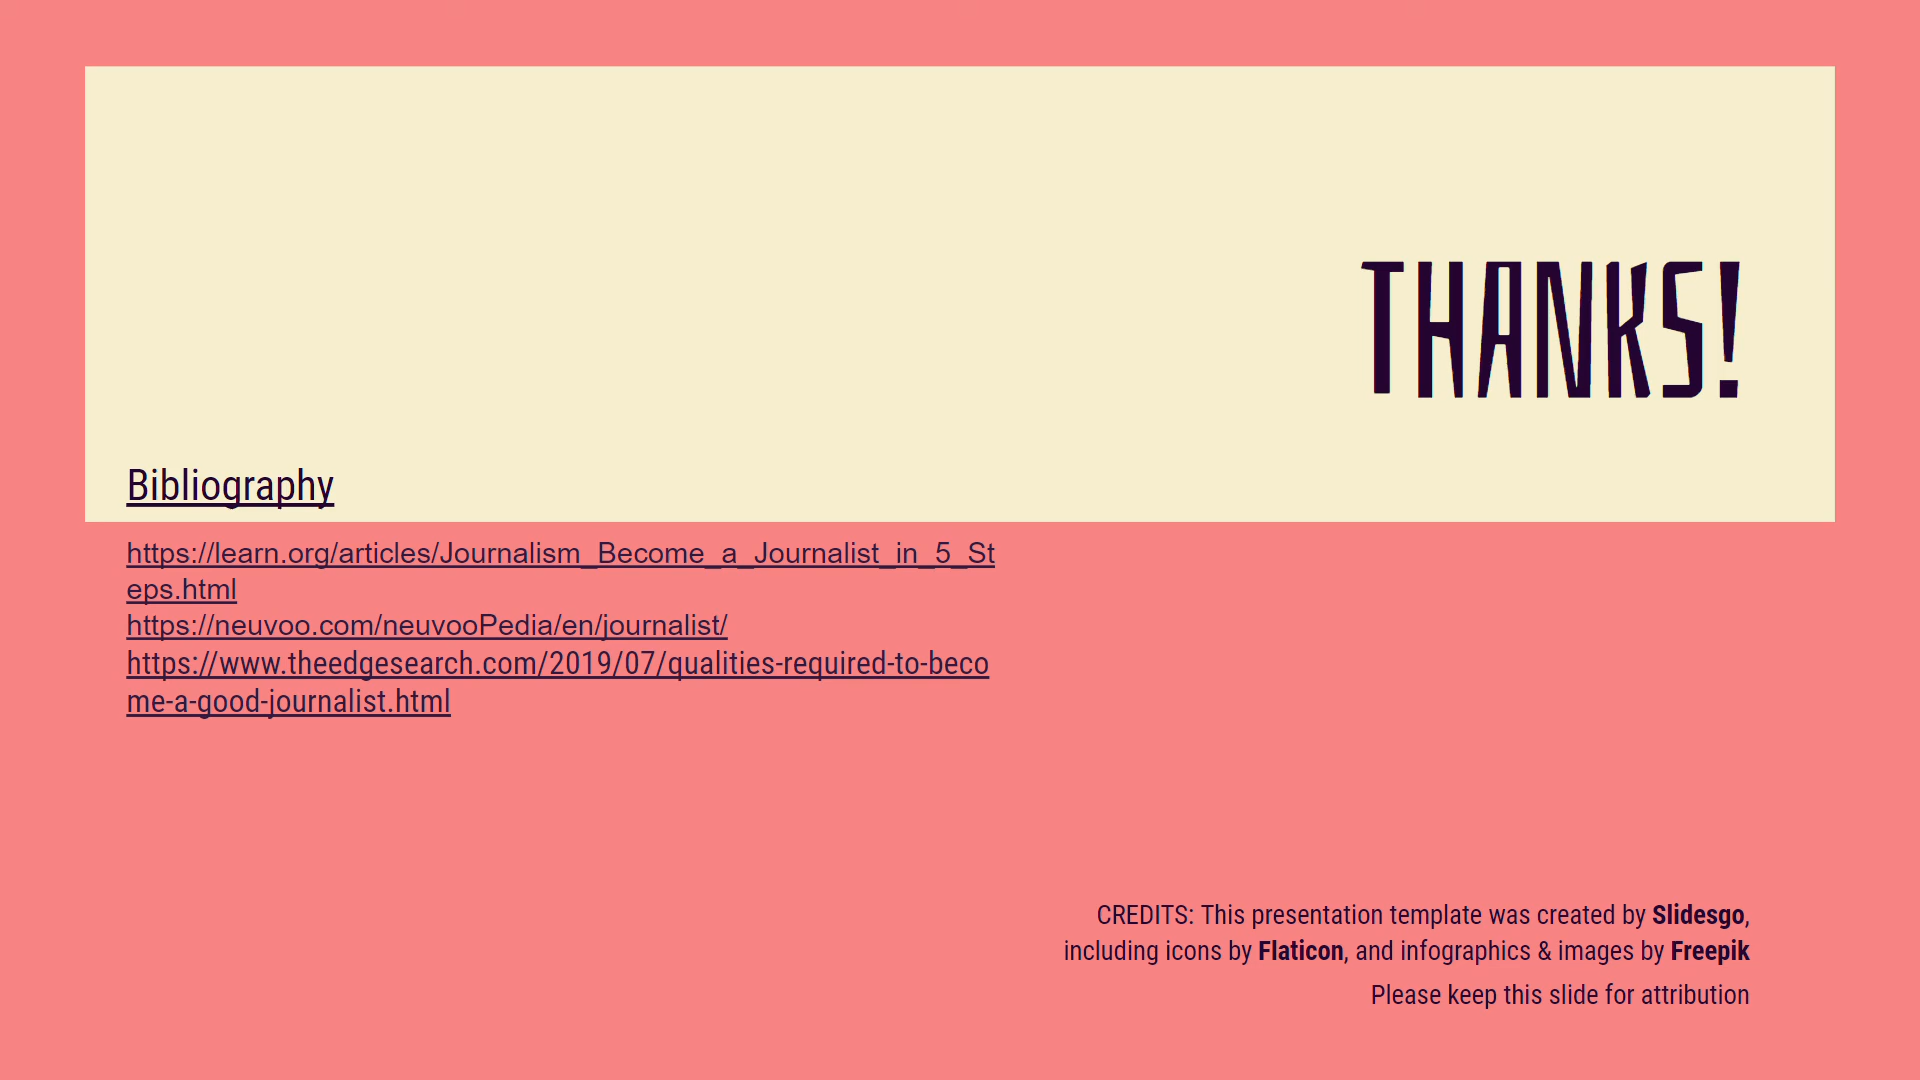 THANKS!
Bibliography
https://learn.org/articles/Journalism_Become_a_Journalist_in_5_St
eps.html
https://neuvoo.com/neuvooPedia/en/journalist/
https://www.theedgesearch.com/2019/07/qualities-required-to-beco
me-a-good-journalist.html
CREDITS: This presentation template was created by Slidesgo,
including icons by Flaticon, and infographics & images by Freepik
Please keep this slide for attribution